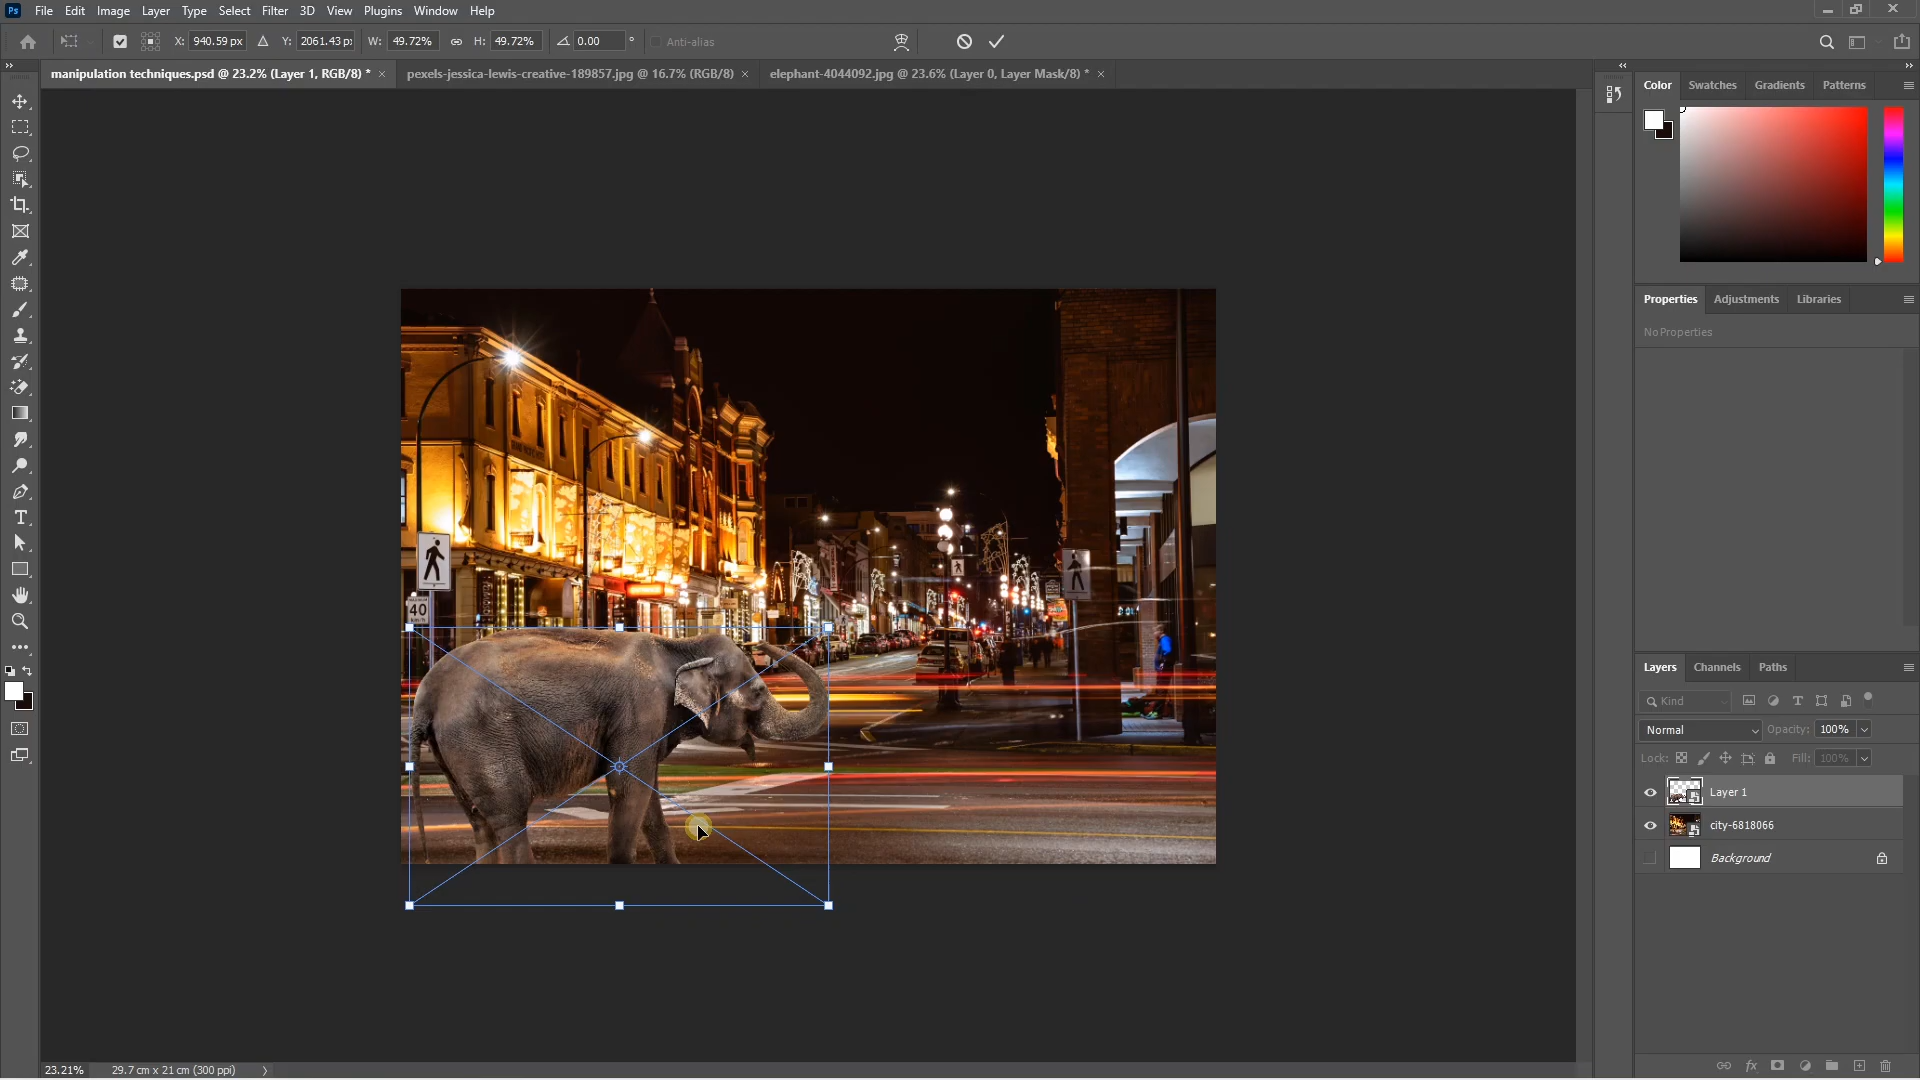 Ps File Edit Image Layer Type Select Filter 3D View Plugins Window Help
X: 940.59 px Y: 2061.43 px W: 49.72% H: 49.72% 0.00 ° Anti-alias
manipulation techniques.psd @ 23.2% (Layer 1, RGB/8) * × pexels-jessica-lewis-creative-189857.jpg @ 16.7% (RGB/8) × elephant-4044092.jpg @ 23.6% (Layer 0, Layer Mask/8) * ×
Color Swatches Gradients Patterns
Properties Adjustments Libraries
No Properties
40
Layers Channels Paths
Kind
Normal Opacity: 100%
Lock: Fill: 100%
Layer 1
city-6818066
Background
fx
23.21% 29.7 cm x 21 cm (300 ppi)